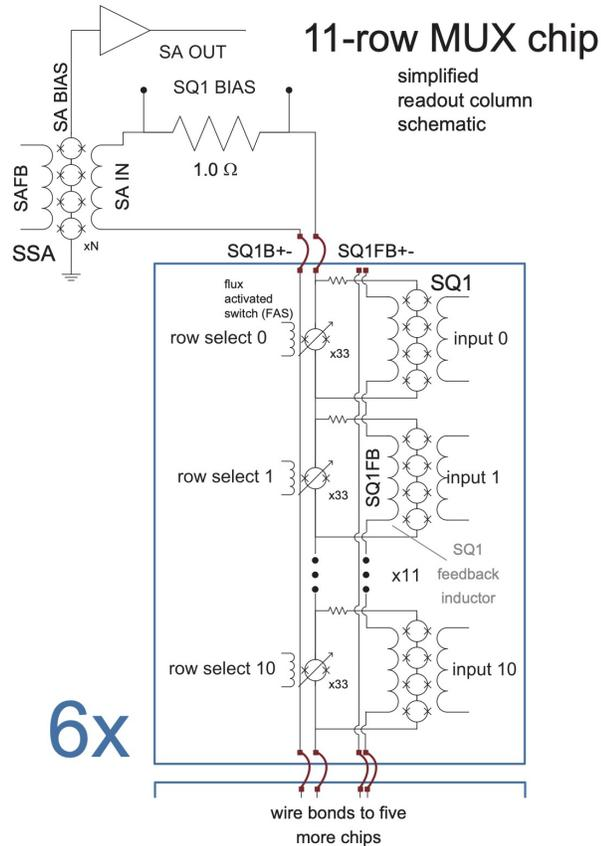 11-row MUX chip
simplified
readout column
schematic
SA OUT
SA BIAS
SQ1 BIAS
1.0 Ω
SAFB
SA IN
SSA
xN
SQ1B+-
SQ1FB+-
flux
activated
switch (FAS)
SQ1
row select 0
x33
input 0
row select 1
x33
SQ1FB
input 1
x11
SQ1
feedback
inductor
row select 10
x33
input 10
6x
wire bonds to five
more chips